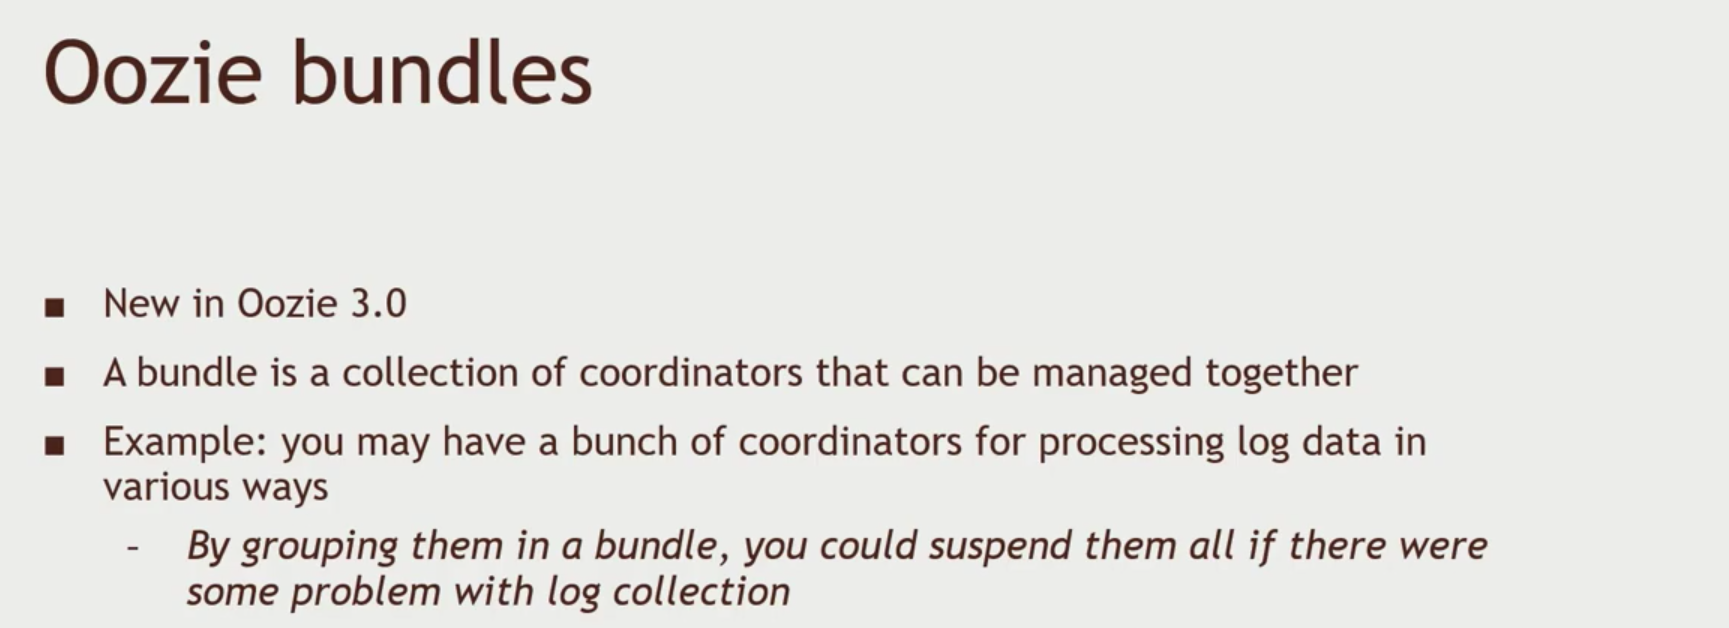 Oozie bundles
■ New in Oozie 3.0
■ A bundle is a collection of coordinators that can be managed together
■ Example: you may have a bunch of coordinators for processing log data in
various ways
- By grouping them in a bundle, you could suspend them all if there were
some problem with log collection